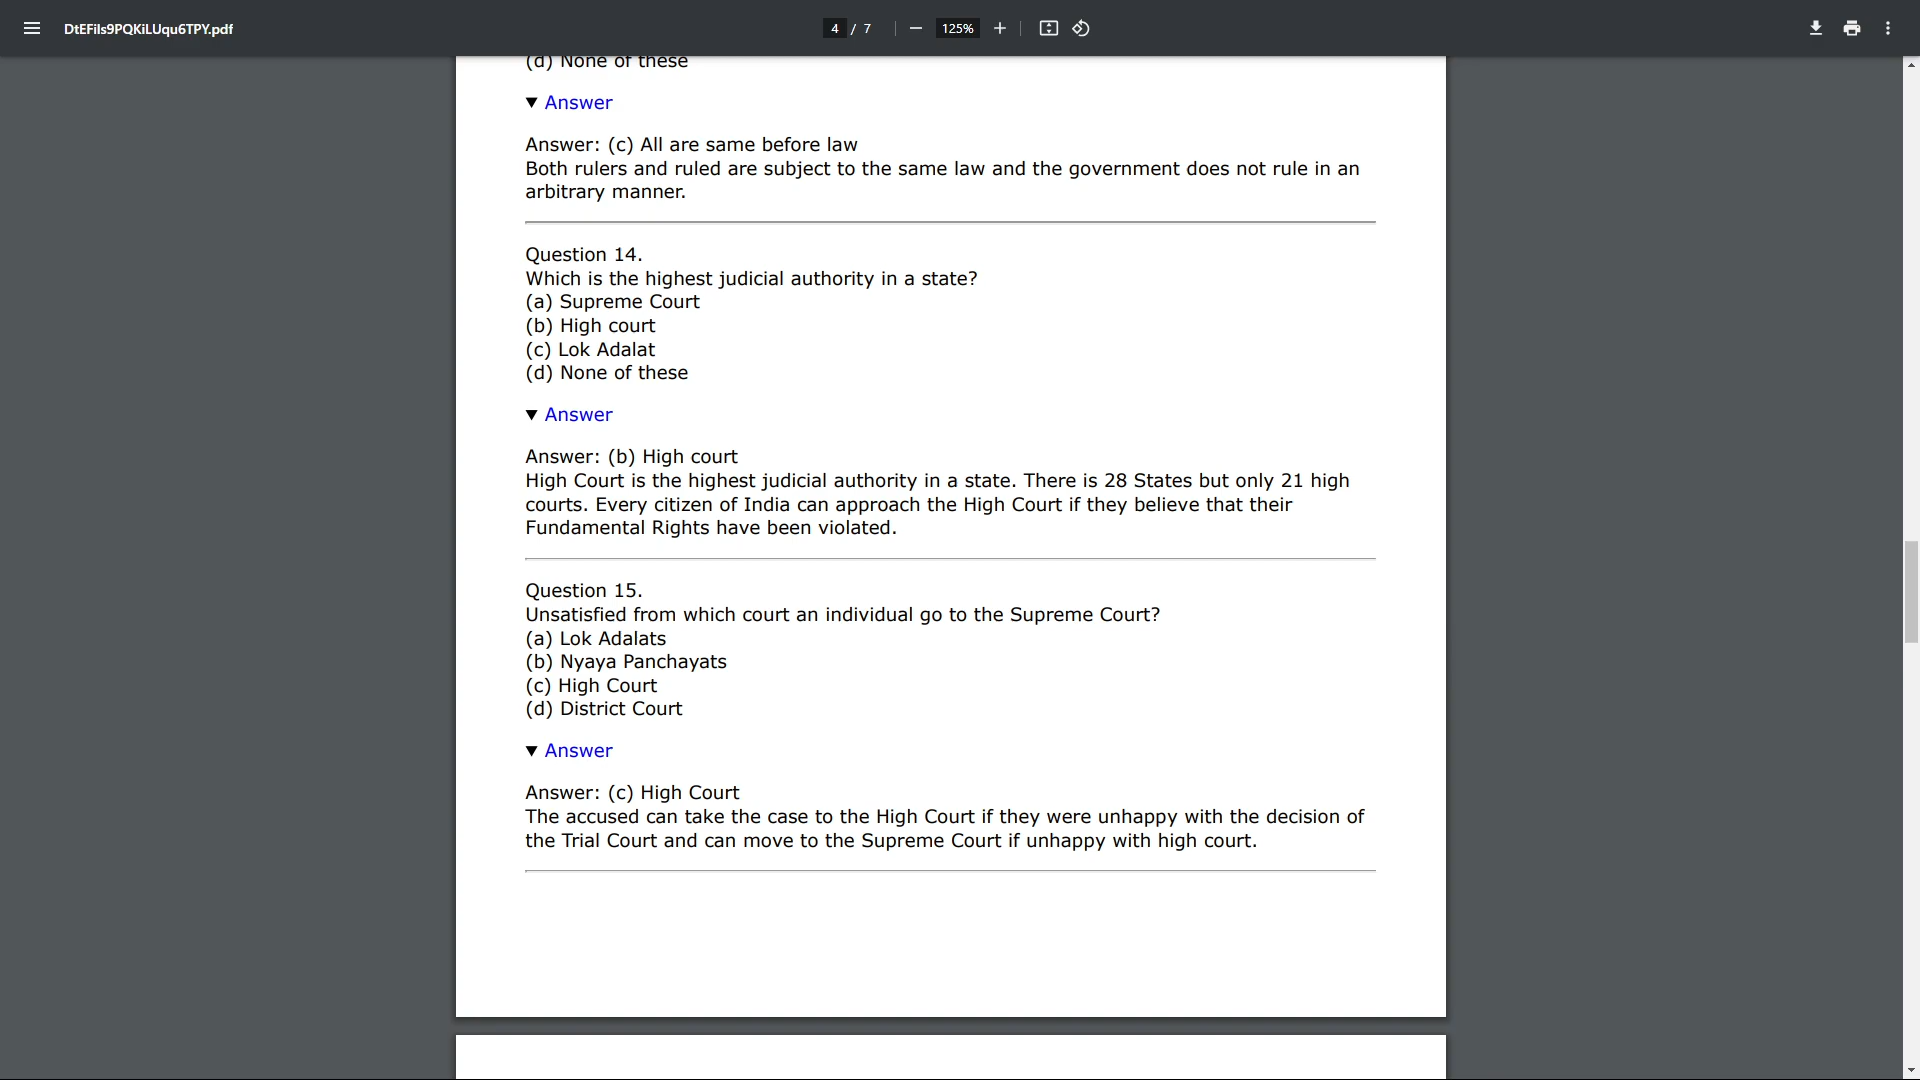 DtEFils9PQKiLUqu6TPY.pdf
4 / 7
125%
(d) None of these
Answer
Answer: (c) All are same before law
Both rulers and ruled are subject to the same law and the government does not rule in an
arbitrary manner.
Question 14.
Which is the highest judicial authority in a state?
(a) Supreme Court
(b) High court
(c) Lok Adalat
(d) None of these
Answer
Answer: (b) High court
High Court is the highest judicial authority in a state. There is 28 States but only 21 high
courts. Every citizen of India can approach the High Court if they believe that their
Fundamental Rights have been violated.
Question 15.
Unsatisfied from which court an individual go to the Supreme Court?
(a) Lok Adalats
(b) Nyaya Panchayats
(c) High Court
(d) District Court
Answer
Answer: (c) High Court
The accused can take the case to the High Court if they were unhappy with the decision of
the Trial Court and can move to the Supreme Court if unhappy with high court.